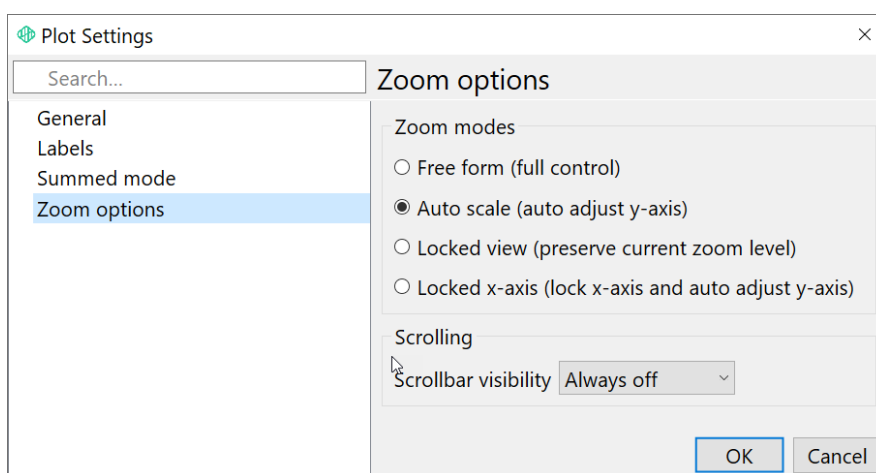 Plot Settings
Search...
General
Labels
Summed mode
Zoom options
Zoom options
Zoom modes
Free form (full control)
Auto scale (auto adjust y-axis)
Locked view (preserve current zoom level)
Locked x-axis (lock x-axis and auto adjust y-axis)
Scrolling
Scrollbar visibility Always off
OK Cancel